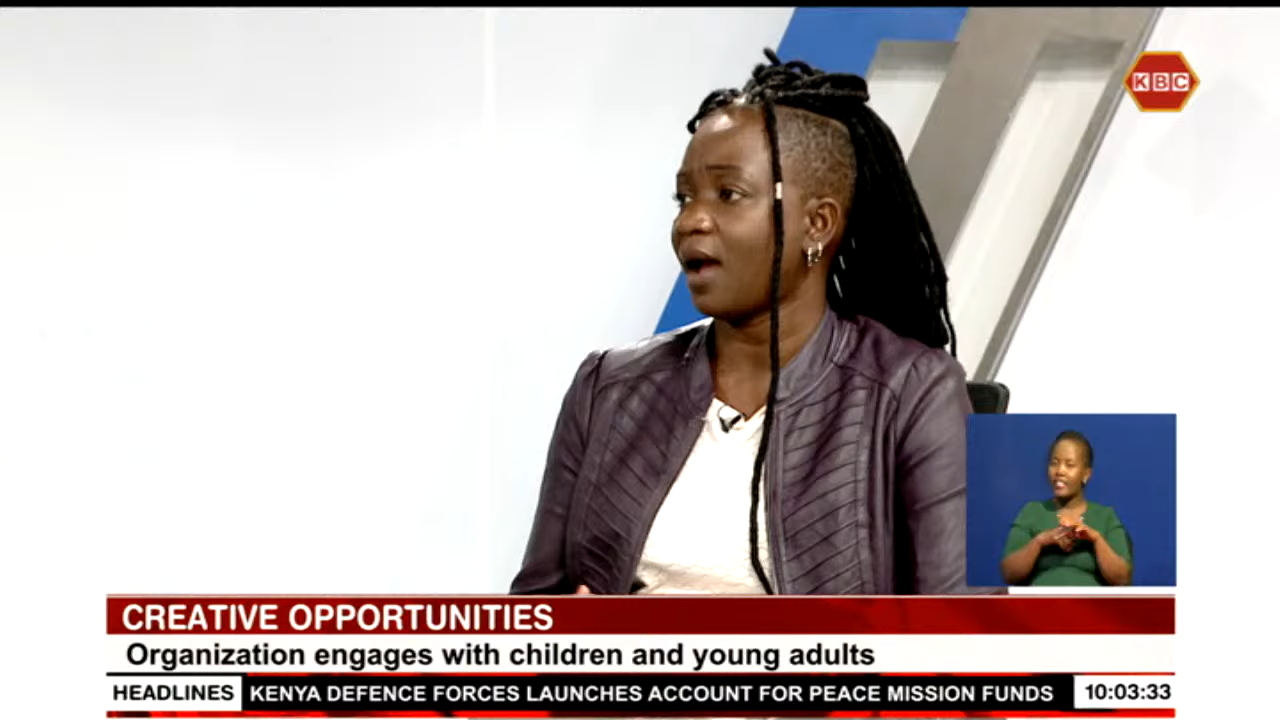 KBC
CREATIVE OPPORTUNITIES
Organization engages with children and young adults
HEADLINES KENYA DEFENCE FORCES LAUNCHES ACCOUNT FOR PEACE MISSION FUNDS 10:03:33